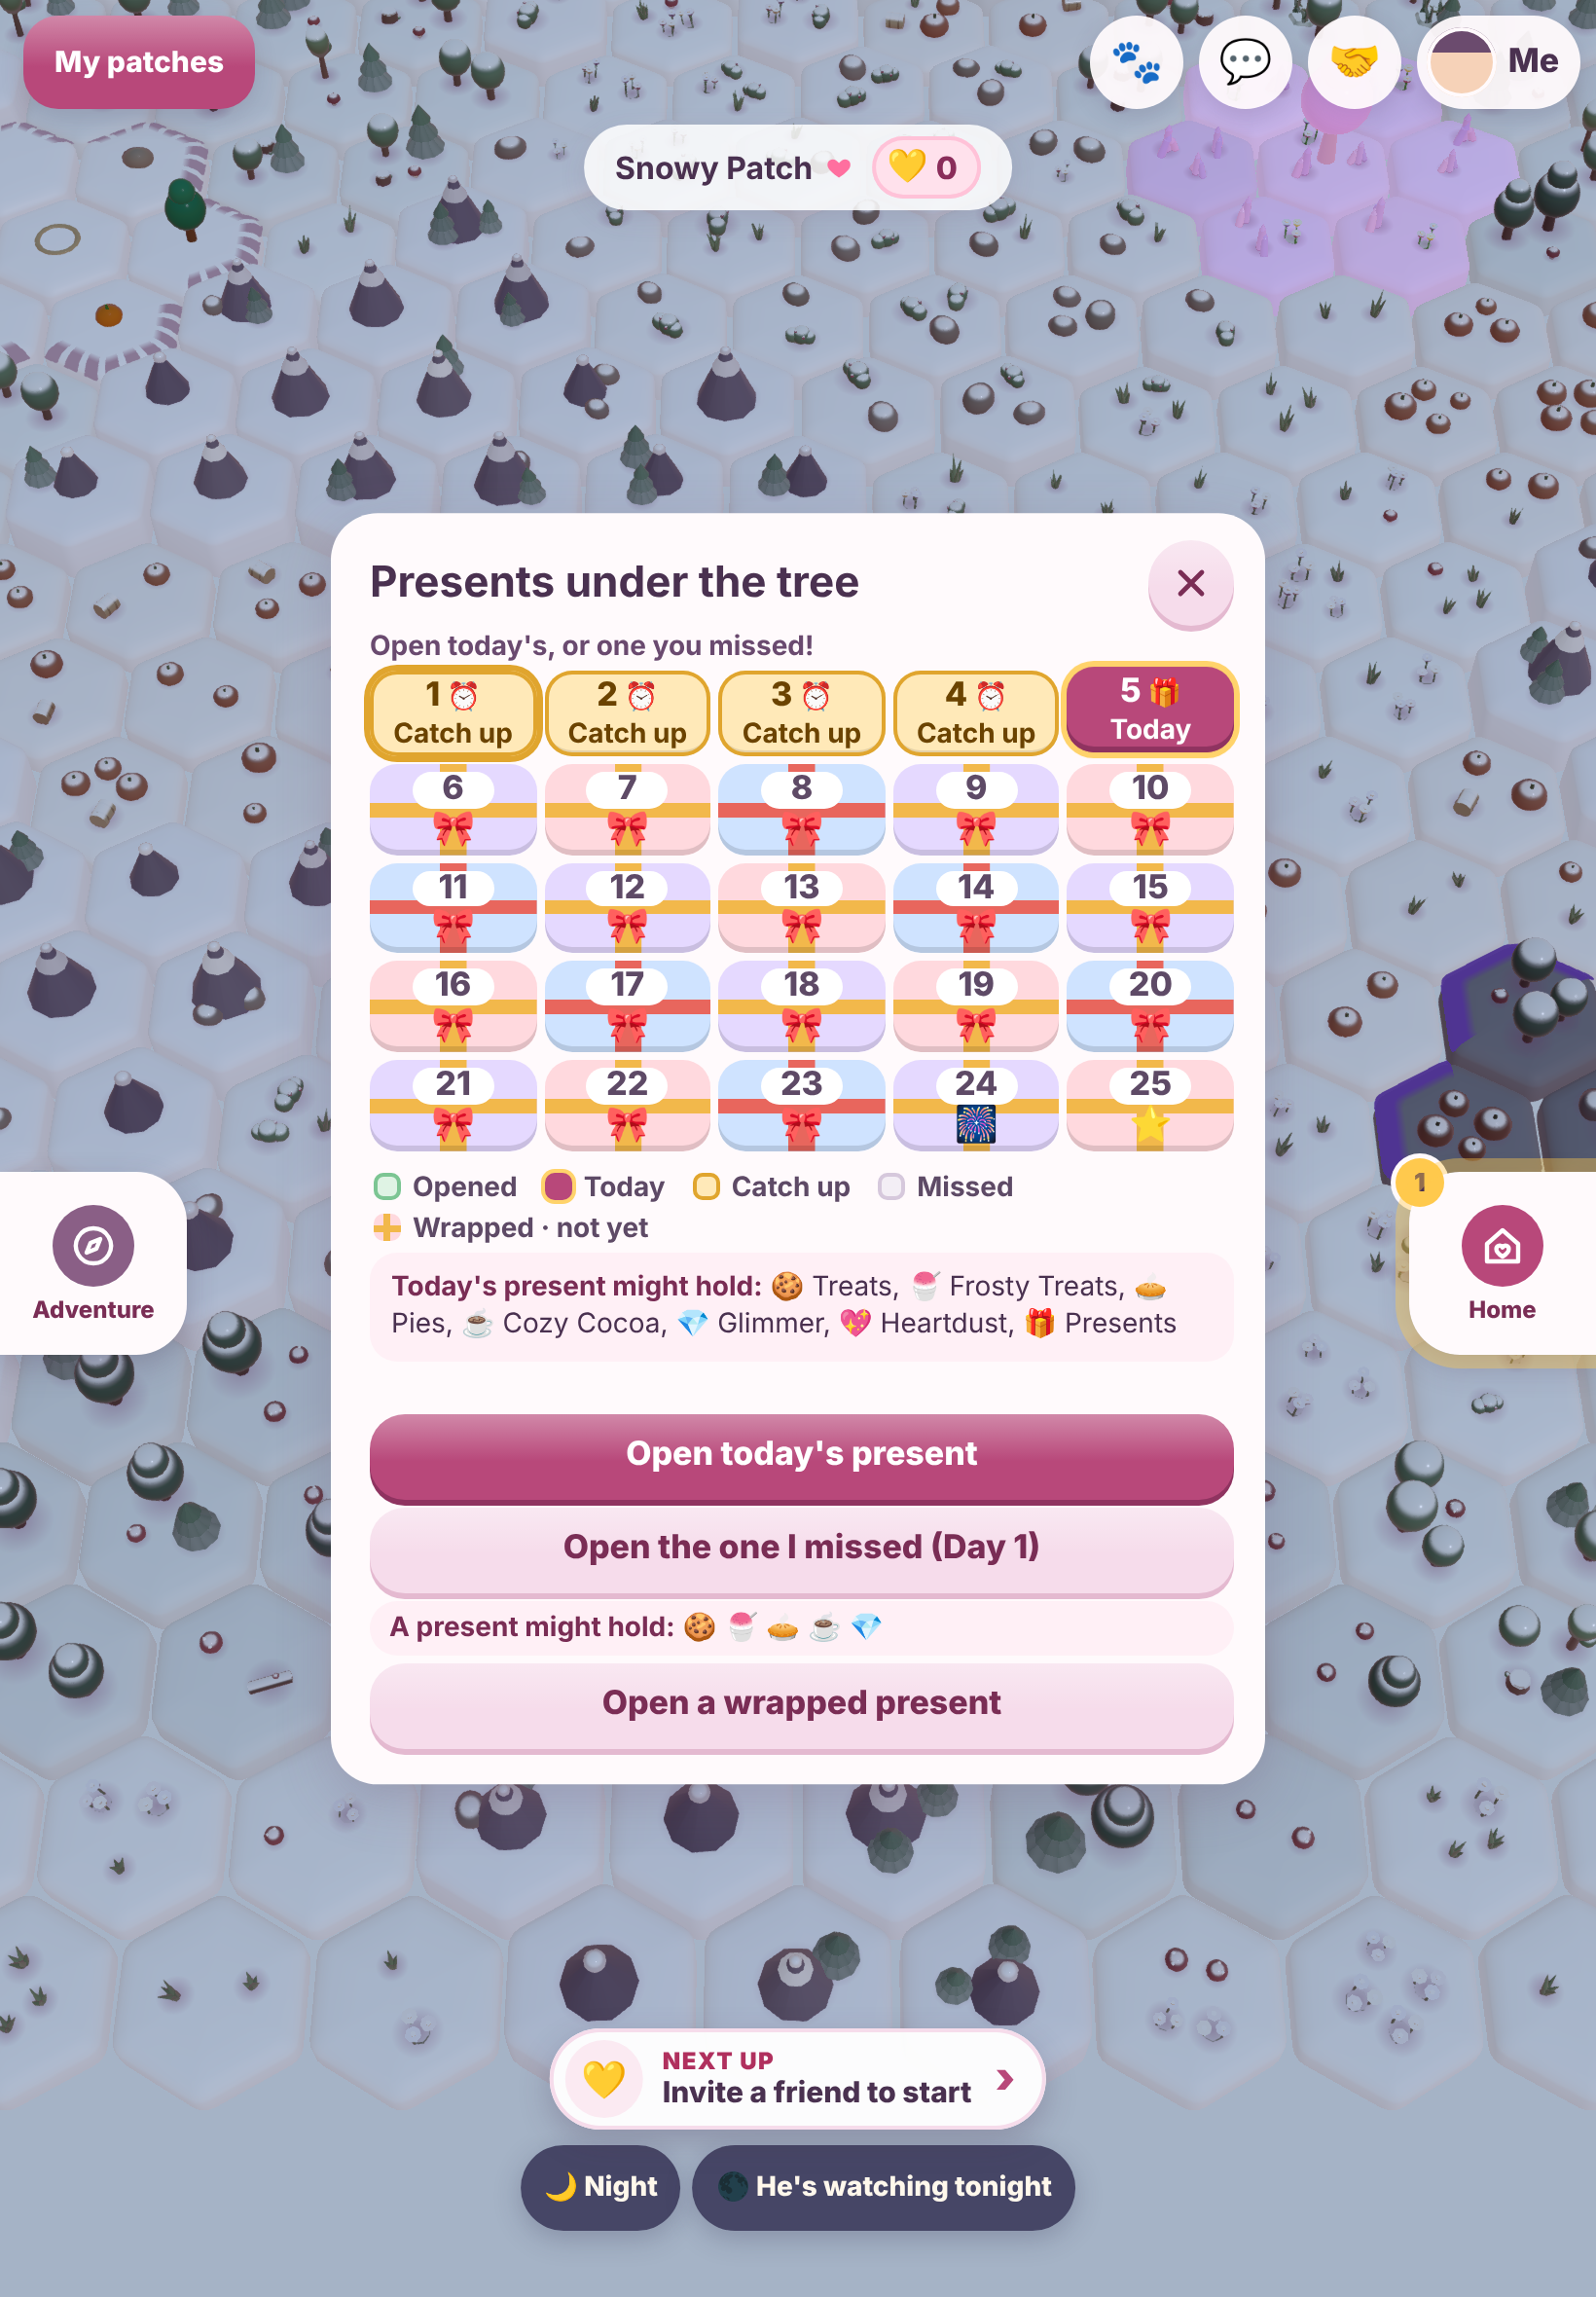 My patches
Me
Snowy Patch
0
Presents under the tree
Open today's, or one you missed!
1
Catch up
2
Catch up
3
Catch up
4
Catch up
5
Today
6
7
8
9
10
11
12
13
14
15
16
17
18
19
20
21
22
23
24
25
Opened
Today
Catch up
Missed
Wrapped · not yet
Today's present might hold: Treats, Frosty Treats,
Pies, Cozy Cocoa, Glimmer, Heartdust, Presents
Adventure
1
Home
Open today's present
Open the one I missed (Day 1)
A present might hold:
Open a wrapped present
NEXT UP
Invite a friend to start
Night
He's watching tonight